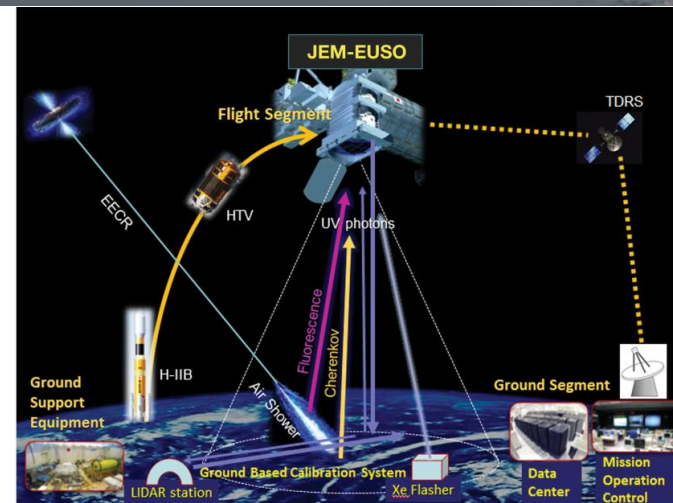 JEM-EUSO
Flight Segment
TDRS
EECR
HTV
UV photons
Fluorescence
Cherenkov
H-IIB
Air Shower
Ground
Support
Equipment
Ground Segment
Ground Based Calibration System
LIDAR station
Xe Flasher
Data
Center
Mission
Operation
Control